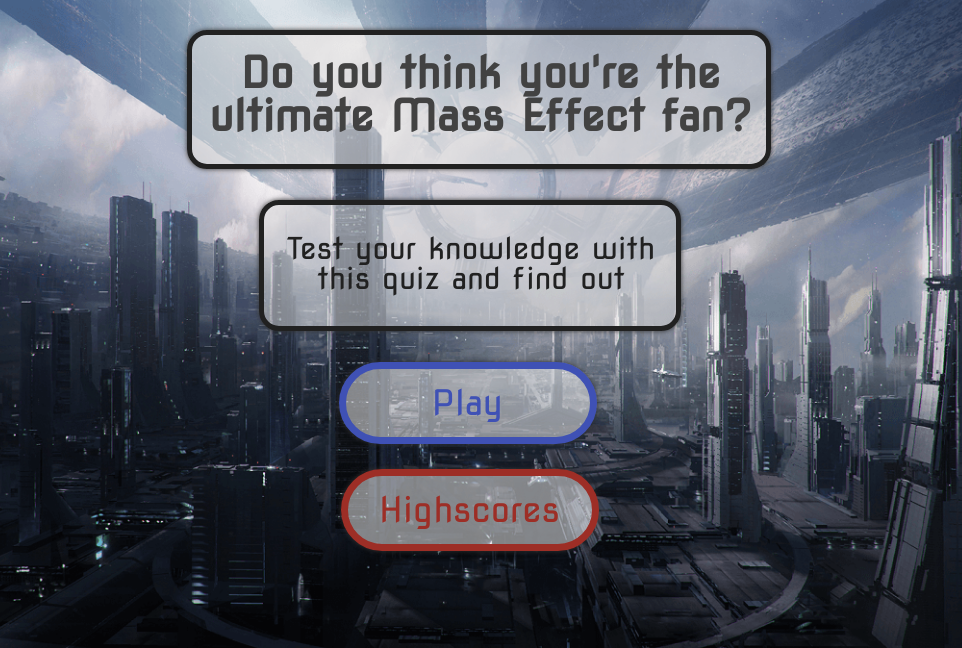 Do you think you're the
ultimate Mass Effect fan?
Test your knowledge with
this quiz and find out
Play
Highscores